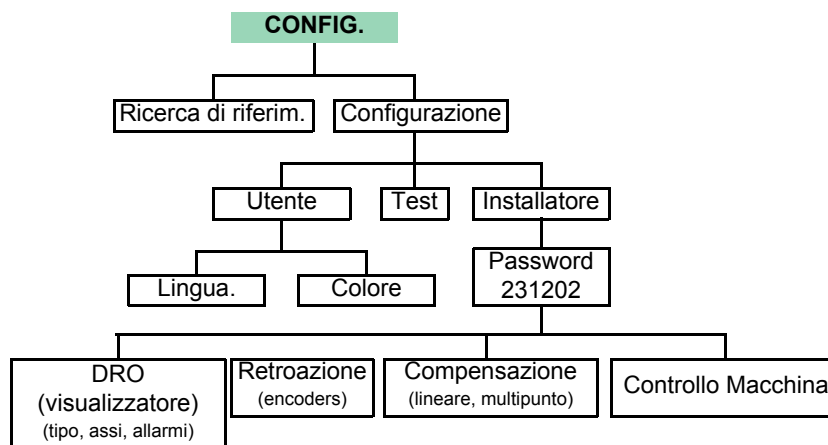 CONFIG.
Ricerca di riferim.
Configurazione
Utente
Test
Installatore
Lingua.
Colore
Password
231202
DRO
(visualizzatore)
(tipo, assi, allarmi)
Retroazione
(encoders)
Compensazione
(lineare, multipunto)
Controllo Macchina